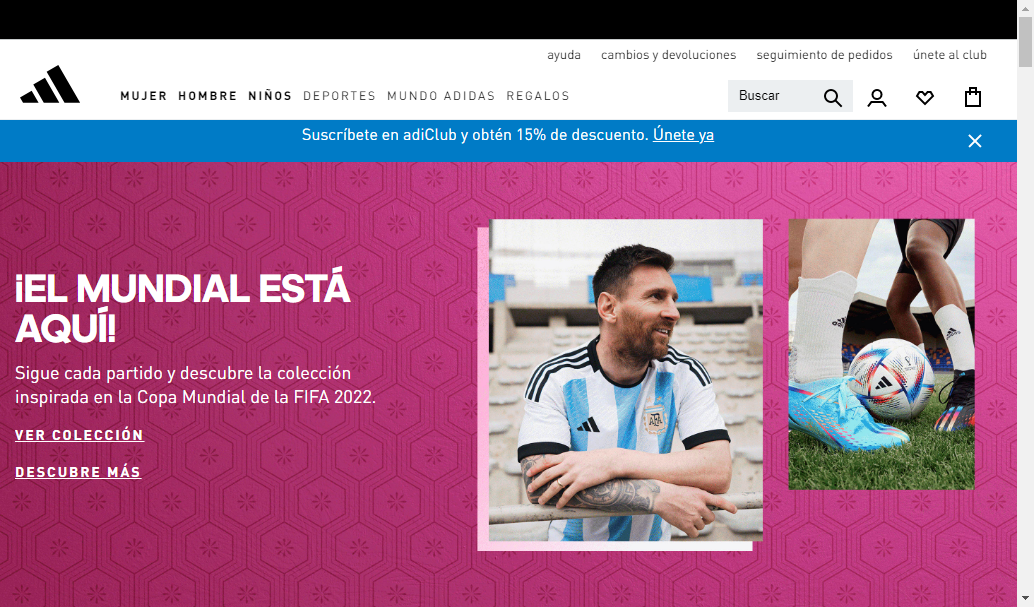 ayuda cambios y devoluciones seguimiento de pedidos únete al club
MUJER HOMBRE NIÑOS DEPORTES MUNDO ADIDAS REGALOS Buscar
Suscríbete en adiClub y obtén 15% de descuento. Únete ya
¡EL MUNDIAL ESTÁ
AQUÍ!
Sigue cada partido y descubre la colección
inspirada en la Copa Mundial de la FIFA 2022.
VER COLECCIÓN
DESCUBRE MÁS
AFA